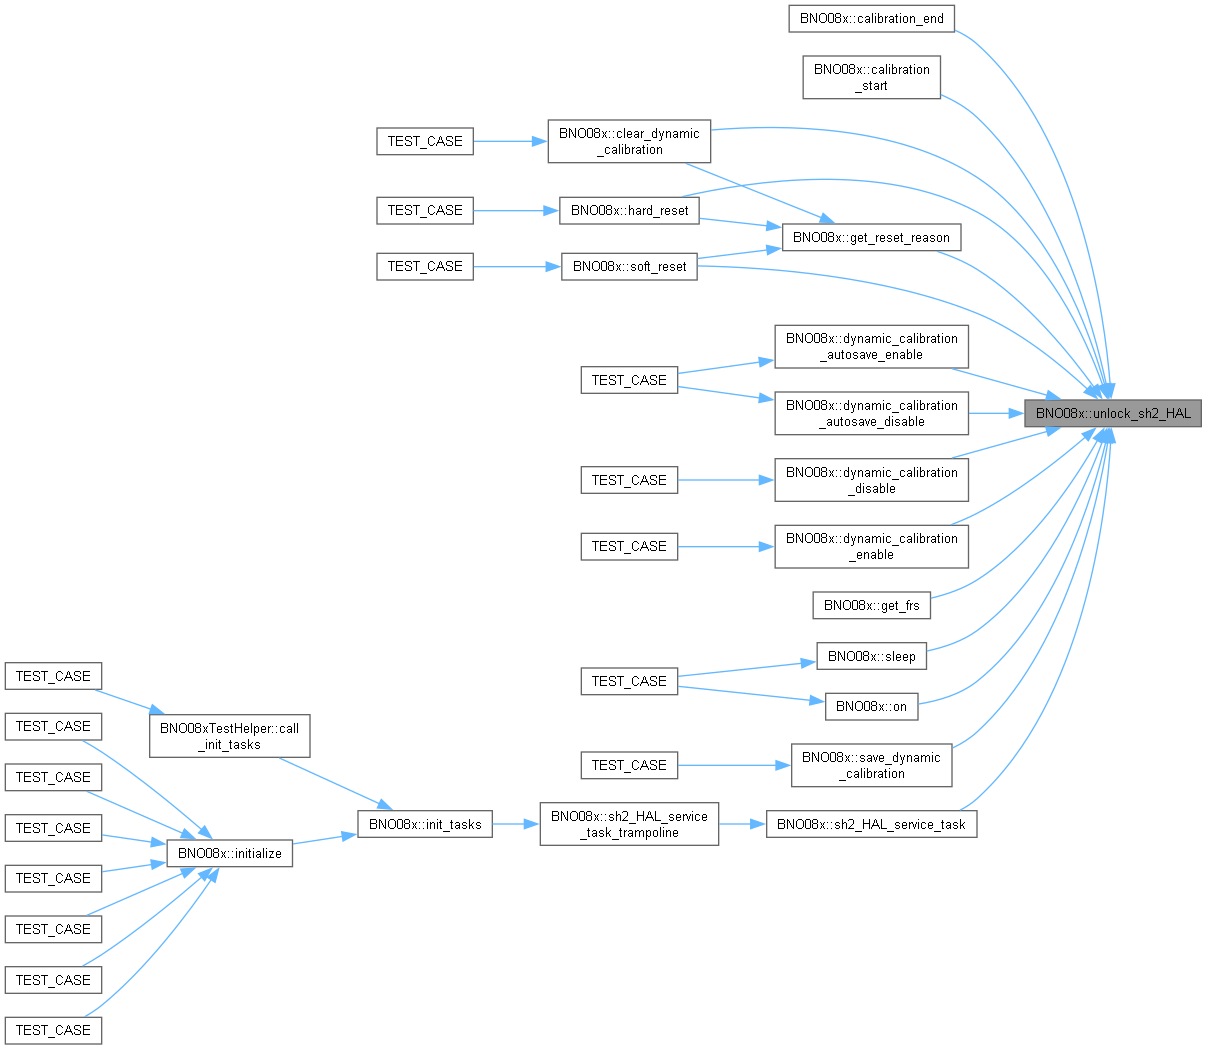 BNO08x::calibration_end
BNO08x::calibration
_start
BNO08x::clear_dynamic
_calibration
TEST_CASE
BNO08x::hard_reset
TEST_CASE
BNO08x::get_reset_reason
BNO08x::soft_reset
TEST_CASE
BNO08x::dynamic_calibration
_autosave_enable
TEST_CASE
BNO08x::dynamic_calibration
_autosave_disable
BNO08x::unlock_sh2_HAL
BNO08x::dynamic_calibration
_disable
TEST_CASE
BNO08x::dynamic_calibration
_enable
TEST_CASE
BNO08x::get_frs
BNO08x::sleep
TEST_CASE
BNO08x::on
BNO08x::save_dynamic
_calibration
TEST_CASE
BNO08x::sh2_HAL_service_task
BNO08x::sh2_HAL_service
_task_trampoline
BNO08x::init_tasks
BNO08xTestHelper::call
_init_tasks
TEST_CASE
BNO08x::initialize
TEST_CASE
TEST_CASE
TEST_CASE
TEST_CASE
TEST_CASE
TEST_CASE
TEST_CASE